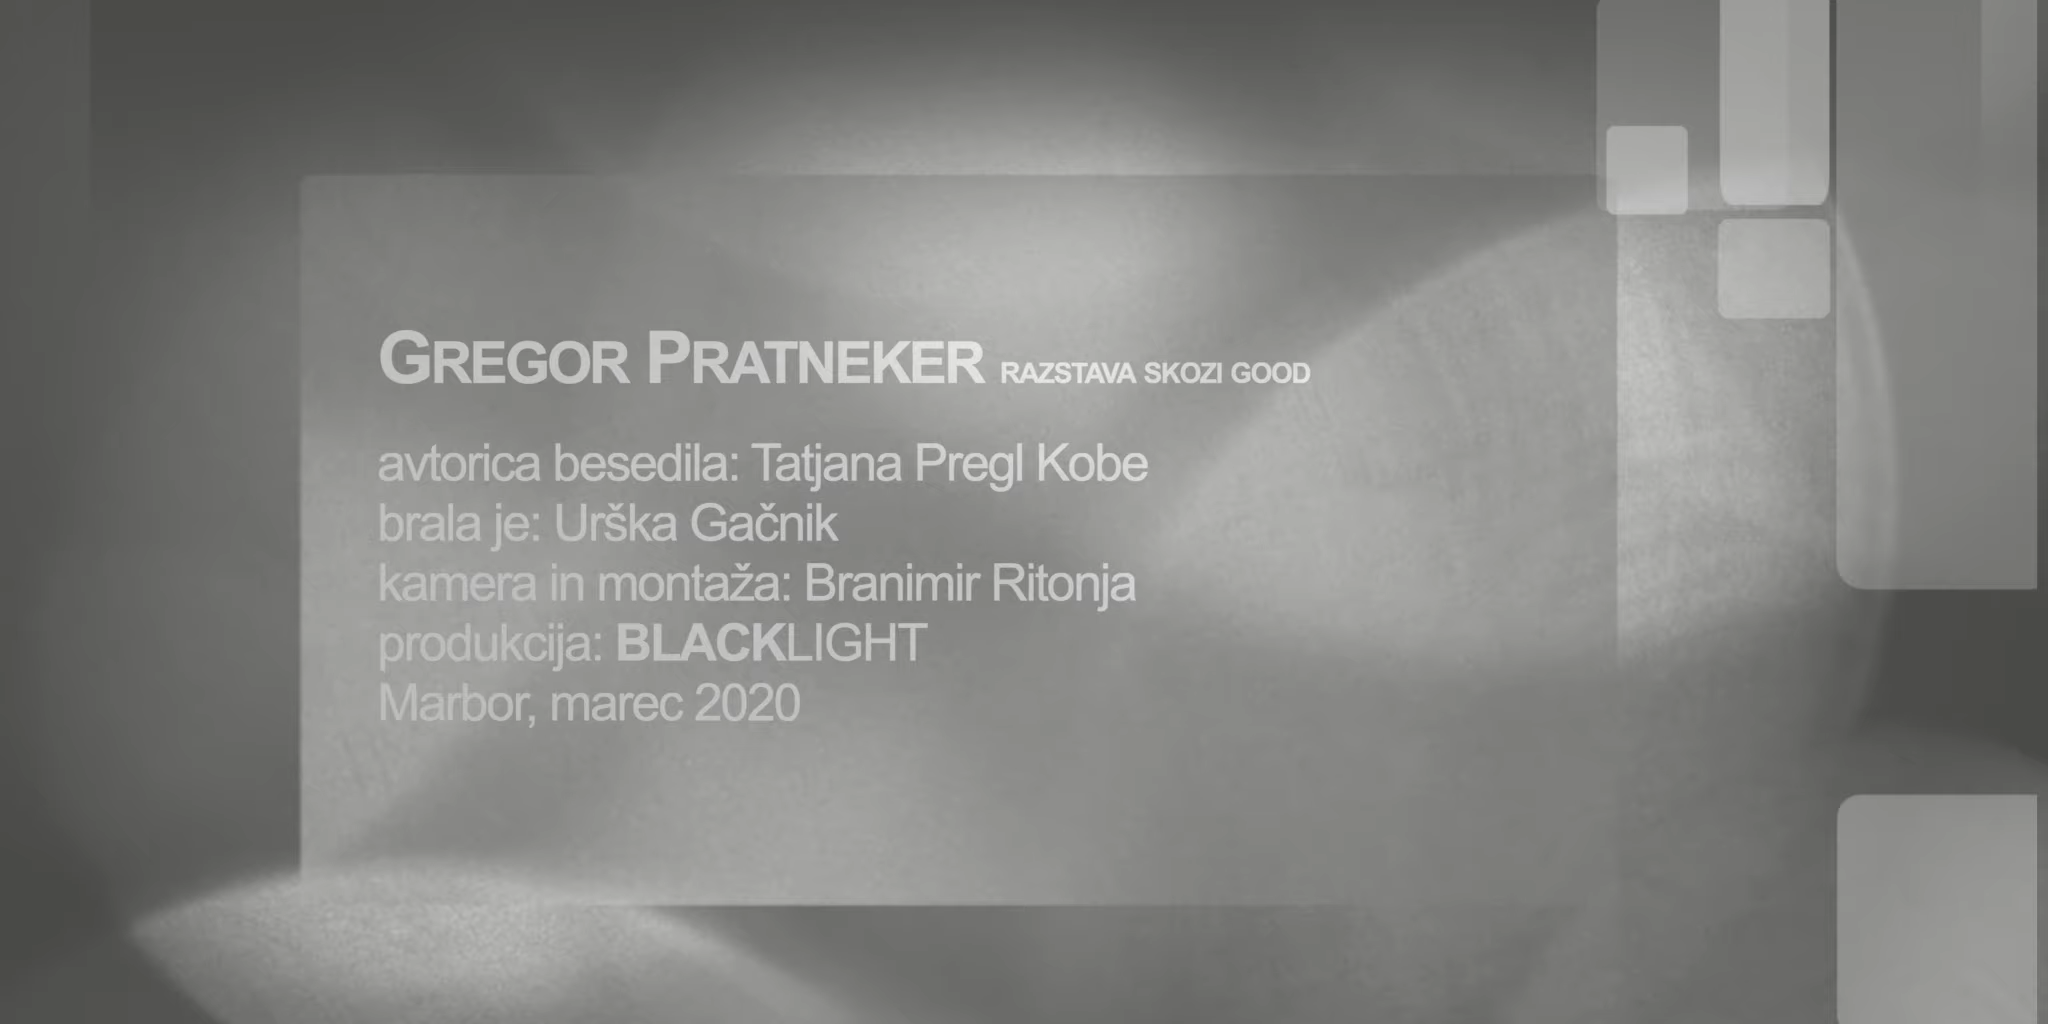 GREGOR PRATNEKER RAZSTAVA SKOZI GOOD
avtorica besedila: Tatjana Pregl Kobe
brala je: Urška Gačnik
kamera in montaža: Branimir Ritonja
produkcija: BLACKLIGHT
Marbor, marec 2020